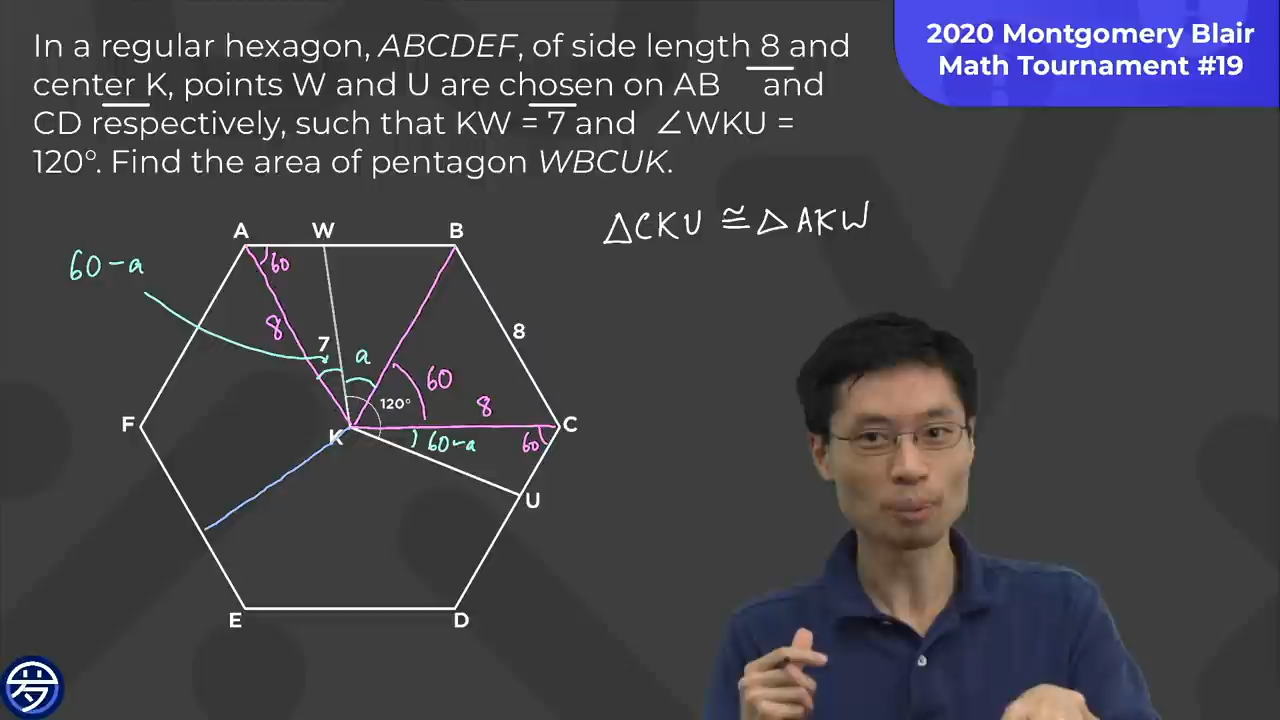 In a regular hexagon, ABCDEF, of side length 8 and
center K, points W and U are chosen on AB and
CD respectively, such that KW = 7 and ∠WKU =
120°. Find the area of pentagon WBCUK.
2020 Montgomery Blair
Math Tournament #19
△CKU ≅ △AKW
A W B
60-a
60
8
7
a
8
60
120°
8
F
K
60-a
60
C
U
E
D